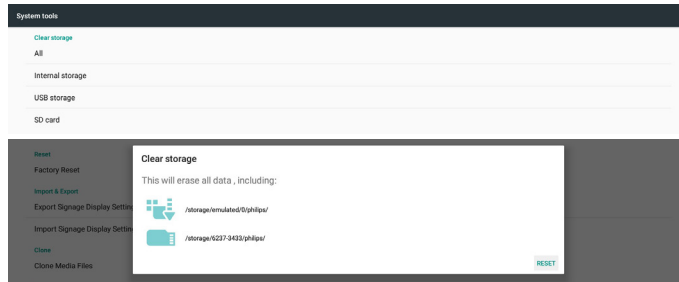 System tools
Clear storage
All
Internal storage
USB storage
SD card
Reset
Factory Reset
Import & Export
Export Signage Display Setting
Import Signage Display Settin
Clone
Clone Media Files
Clear storage
This will erase all data , including:
/storage/emulated/0/philips/
/storage/6237-3433/philips/
RESET